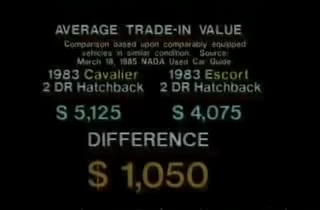 AVERAGE TRADE-IN VALUE
Comparison based upon comparably equipped
vehicles in similar condition. Source:
March 18, 1985 NADA Used Car Guide
1983 Cavalier 1983 Escort
2 DR Hatchback 2 DR Hatchback
$ 5,125 $ 4,075
DIFFERENCE
$ 1,050